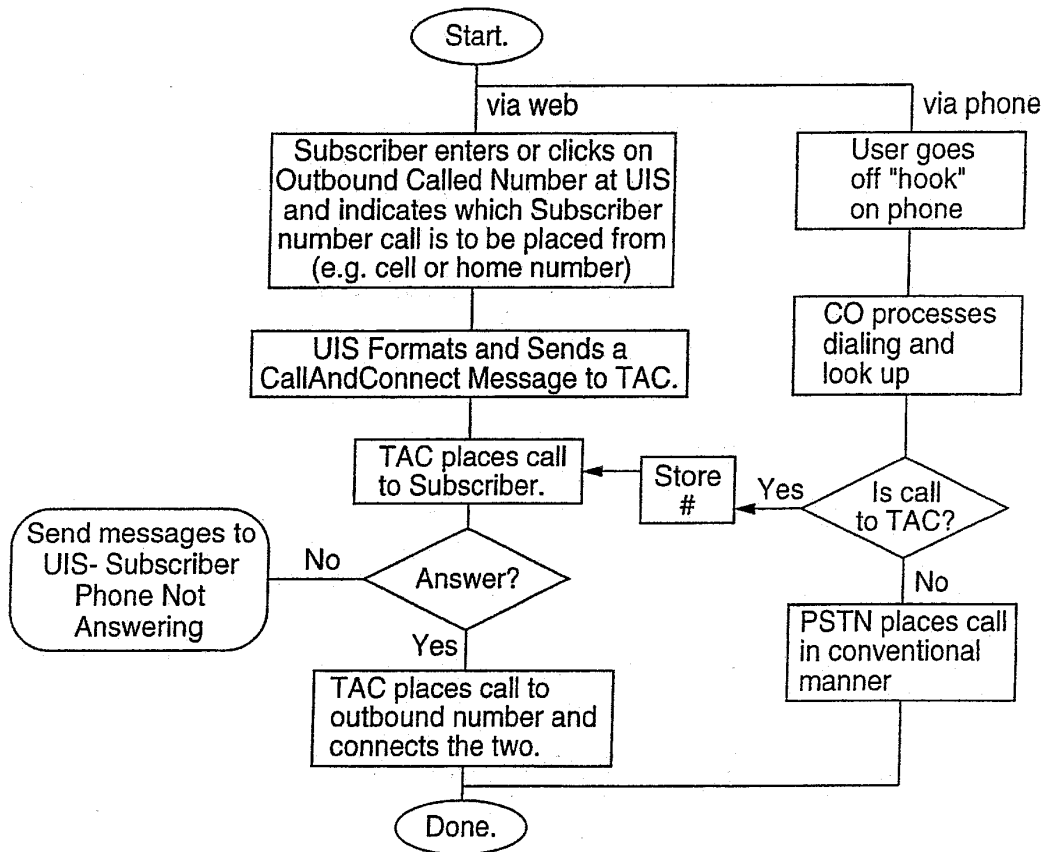 Start.
via web
via phone
Subscriber enters or clicks on
Outbound Called Number at UIS
and indicates which Subscriber
number call is to be placed from
(e.g. cell or home number)
User goes
off "hook"
on phone
UIS Formats and Sends a
CallAndConnect Message to TAC.
CO processes
dialing and
look up
TAC places call
to Subscriber.
Store
#
Yes
Is call
to TAC?
Send messages to
UIS- Subscriber
Phone Not
Answering
No
Answer?
No
Yes
PSTN places call
in conventional
manner
TAC places call to
outbound number and
connects the two.
Done.